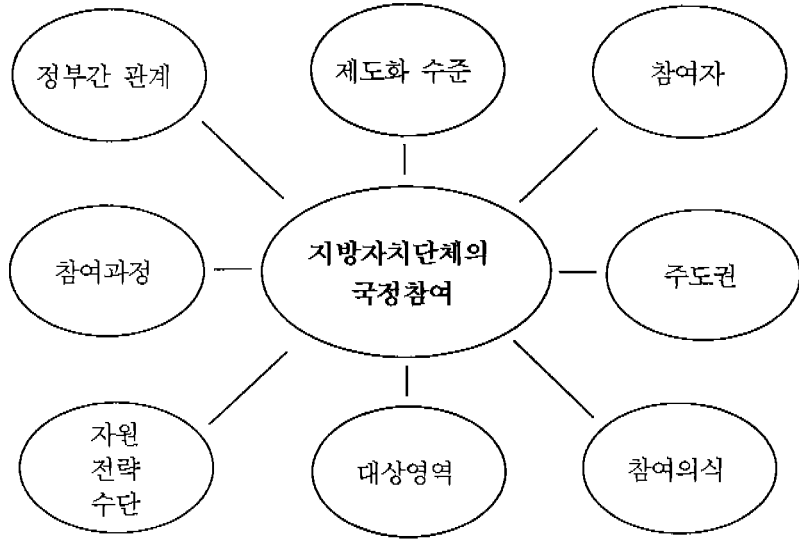 정부간 관계
제도화 수준
참여자
참여과정
지방자치단체의
국정참여
주도권
자원
전략
수단
대상영역
참여의식